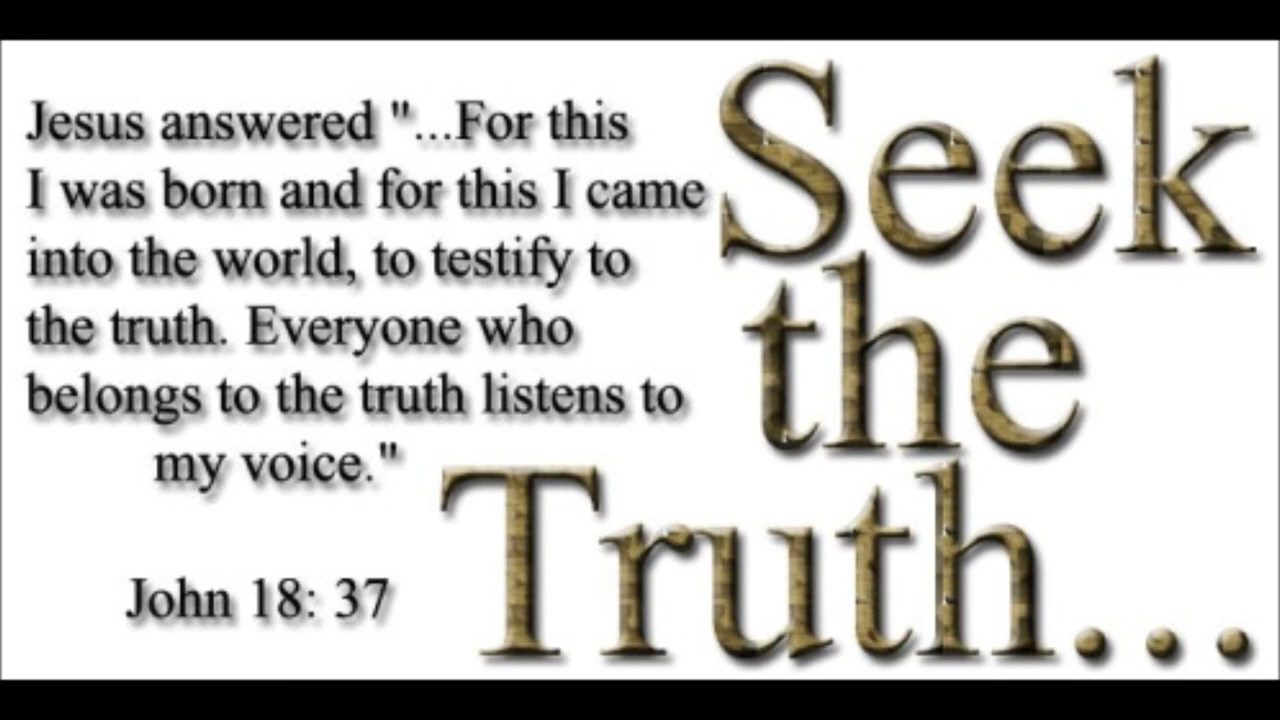 Jesus answered "...For this
I was born and for this I came
into the world, to testify to
the truth. Everyone who
belongs to the truth listens to
my voice."
John 18: 37
Seek
the
Truth...